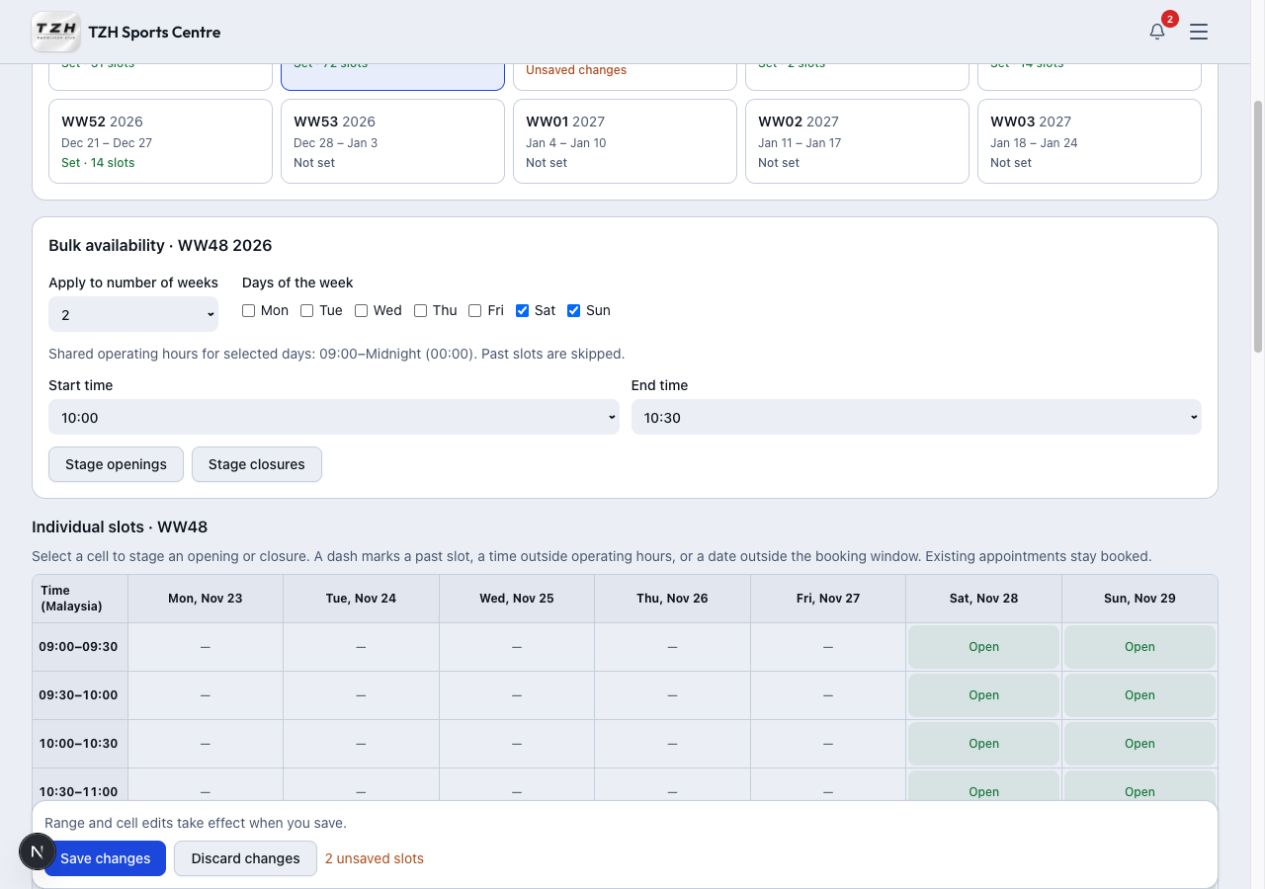 TZH
TZH Sports Centre
2
Unsaved changes
WW52 2026
Dec 21 – Dec 27
Set · 14 slots
WW53 2026
Dec 28 – Jan 3
Not set
WW01 2027
Jan 4 – Jan 10
Not set
WW02 2027
Jan 11 – Jan 17
Not set
WW03 2027
Jan 18 – Jan 24
Not set
Bulk availability · WW48 2026
Apply to number of weeks
2
Days of the week
Mon Tue Wed Thu Fri Sat Sun
Shared operating hours for selected days: 09:00–Midnight (00:00). Past slots are skipped.
Start time
10:00
End time
10:30
Stage openings Stage closures
Individual slots · WW48
Select a cell to stage an opening or closure. A dash marks a past slot, a time outside operating hours, or a date outside the booking window. Existing appointments stay booked.
Time (Malaysia) Mon, Nov 23 Tue, Nov 24 Wed, Nov 25 Thu, Nov 26 Fri, Nov 27 Sat, Nov 28 Sun, Nov 29
09:00–09:30 — — — — — Open Open
09:30–10:00 — — — — — Open Open
10:00–10:30 — — — — — Open Open
10:30–11:00 — — — — — Open Open
Range and cell edits take effect when you save.
N
Save changes Discard changes 2 unsaved slots